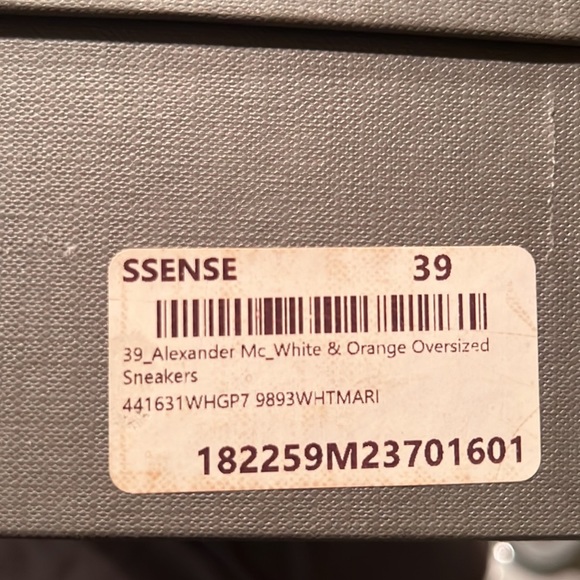 SSENSE 39
39_Alexander Mc_White & Orange Oversized
Sneakers
441631WHGP7 9893WHTMARI
182259M23701601